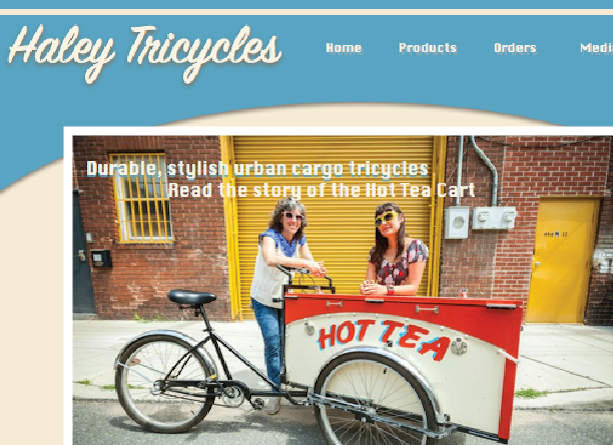 Haley Tricycles
Home Products Orders
Durable, stylish urban cargo tricycles
Read the story of the Hot Tea Cart
HOT TEA